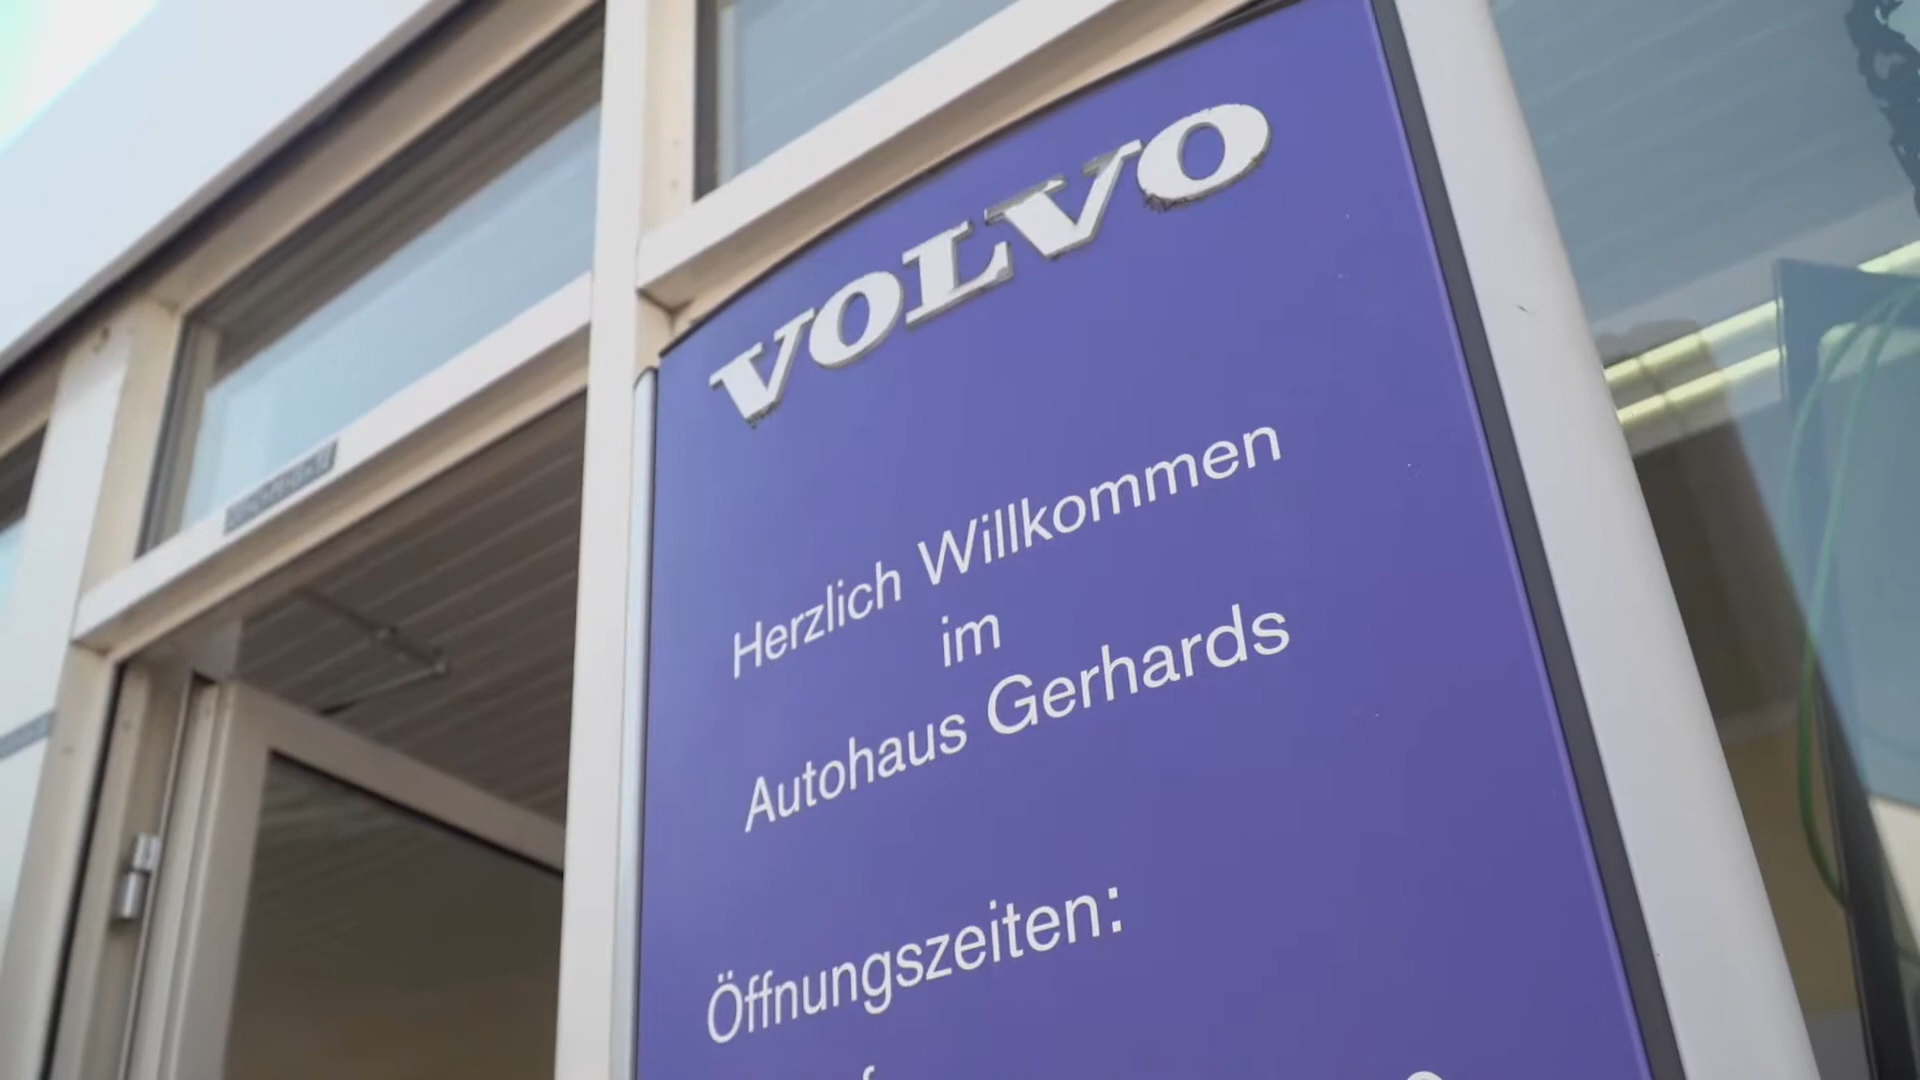 VOLVO
Herzlich Willkommen
im
Autohaus Gerhards
Öffnungszeiten: